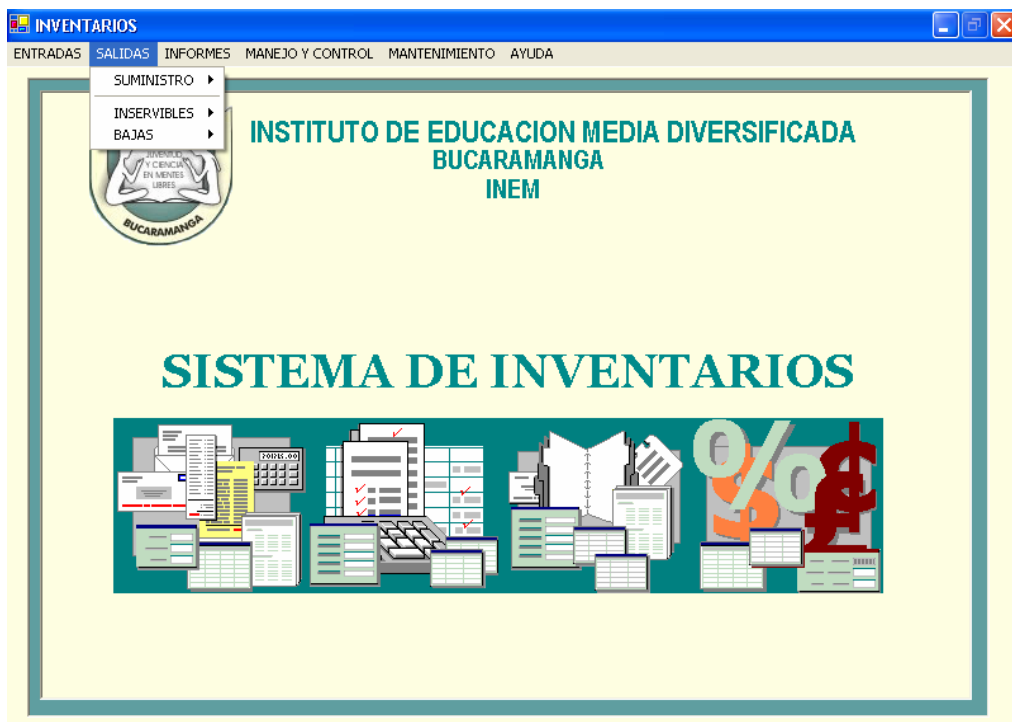 INVENTARIOS
ENTRADAS SALIDAS INFORMES MANEJO Y CONTROL MANTENIMIENTO AYUDA
SUMINISTRO
INSERVIBLES
BAJAS
JUVENTUD
Y CIENCIA
EN MENTES
LIBRES
BUCARAMANGA
INSTITUTO DE EDUCACION MEDIA DIVERSIFICADA
BUCARAMANGA
INEM
SISTEMA DE INVENTARIOS